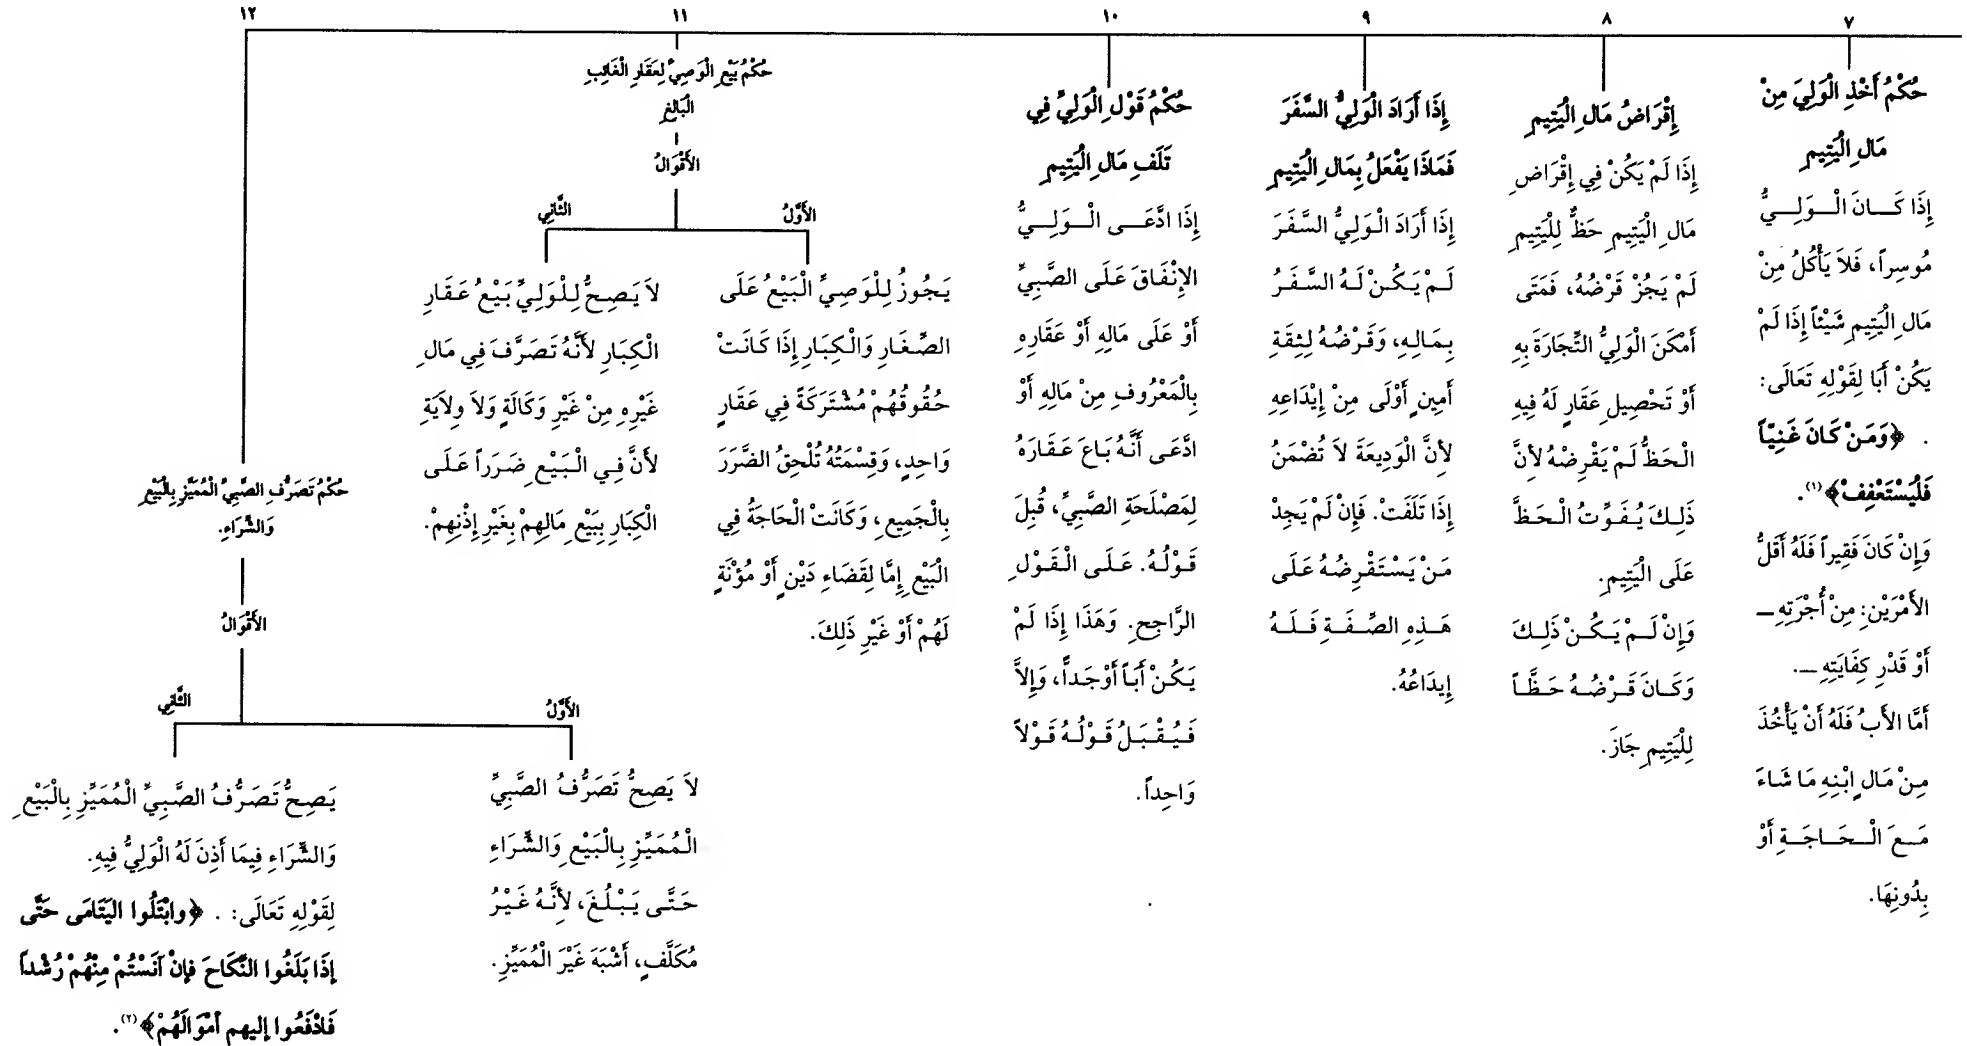 ٧
حُكْمُ أَخْذِ الْوَلِيِّ مِنْ
مَالِ الْيَتِيمِ
إِذَا كَانَ الْوَلِيُّ
مُوسِراً، فَلاَ يَأْكُلُ مِنْ
مَالِ الْيَتِيمِ شَيْئاً إِذَا لَمْ
يَكُنْ أَبَا لِقَوْلِهِ تَعَالَى:
. ﴿وَمَنْ كَانَ غَنِيّاً
فَلْيَسْتَعْفِفْ﴾(١).
وَإِنْ كَانَ فَقِيراً فَلَهُ أَقَلُّ
الأَمْرَيْنِ: مِنْ أُجْرَتِهِ ــ
أَوْ قَدْرِ كِفَايَتِهِ ــ.
أَمَّا الأَبُ فَلَهُ أَنْ يَأْخُذَ
مِنْ مَالِ ابْنِهِ مَا شَاءَ
مَعَ الْحَاجَةِ أَوْ
بِدُونِهَا.
٨
إِقْرَاضُ مَالِ الْيَتِيمِ
إِذَا لَمْ يَكُنْ فِي إِقْرَاضِ
مَالِ الْيَتِيمِ حَظٌّ لِلْيَتِيمِ
لَمْ يَجُزْ قَرْضُهُ، فَمَتَى
أَمْكَنَ الْوَلِيُّ التِّجَارَةَ بِهِ
أَوْ تَحْصِيلِ عَقَارٍ لَهُ فِيهِ
الْحَظُّ لَمْ يَقْرِضْهُ لأَنَّ
ذَلِكَ يُفَوِّتُ الْحَظَّ
عَلَى الْيَتِيمِ.
وَإِنْ لَمْ يَكُنْ ذَلِكَ
وَكَانَ قَرْضُهُ حَظّاً
لِلْيَتِيمِ جَازَ.
٩
إِذَا أَرَادَ الْوَلِيُّ السَّفَرَ
فَمَاذَا يَفْعَلُ بِمَالِ الْيَتِيمِ
إِذَا أَرَادَ الْوَلِيُّ السَّفَرَ
لَمْ يَكُنْ لَهُ السَّفَرُ
بِمَالِهِ، وَقَرْضُهُ لِثِقَةِ
أَمِينٍ أَوْلَى مِنْ إِيْدَاعِهِ
لأَنَّ الْوَدِيعَةَ لاَ تُضْمَنُ
إِذَا تَلَفَتْ. فَإِنْ لَمْ يَجِدْ
مَنْ يَسْتَقْرِضُهُ عَلَى
هَذِهِ الصِّفَةِ فَلَهُ
إِيدَاعُهُ.
١٠
حُكْمُ قَوْلِ الْوَلِيِّ فِي
تَلَفِ مَالِ الْيَتِيمِ
إِذَا ادَّعَى الْوَلِيُّ
الإِنْفَاقَ عَلَى الصَّبِيِّ
أَوْ عَلَى مَالِهِ أَوْ عَقَارِهِ
بِالْمَعْرُوفِ مِنْ مَالِهِ أَوْ
ادَّعَى أَنَّهُ بَاعَ عَقَارَهُ
لِمَصْلَحَةِ الصَّبِيِّ، قُبِلَ
قَوْلُهُ. عَلَى الْقَوْلِ
الرَّاجِحِ. وَهَذَا إِذَا لَمْ
يَكُنْ أَبَاً أَوْجَداً، وَإِلاَّ
فَيُقْبَلُ قَوْلُهُ قَوْلاً
وَاحِداً.
١١
حُكْمُ بَيْعِ الْوَصِيِّ لِعَقَارِ الْغَائِبِ
الْبَالِغِ
الأَقْوَالُ
الأَوَّلُ
يَجُوزُ لِلْوَصِيِّ الْبَيْعُ عَلَى
الصِّغَارِ وَالْكِبَارِ إِذَا كَانَتْ
حُقُوقُهُمْ مُشْتَرَكَةً فِي عَقَارٍ
وَاحِدٍ، وَقِسْمَتُهُ تُلْحِقُ الضَّرَرَ
بِالْجَمِيعِ، وَكَانَتْ الْحَاجَةُ فِي
الْبَيْعِ إِمَّا لِقَضَاءِ دَيْنٍ أَوْ مُؤْنَةٍ
لَهُمْ أَوْ غَيْرِ ذَلِكَ.
الثَّانِي
لاَ يَصِحُّ لِلْوَلِيِّ بَيْعُ عَقَارِ
الْكِبَارِ لأَنَّهُ تَصَرَّفَ فِي مَالِ
غَيْرِهِ مِنْ غَيْرِ وَكَالَةٍ وَلاَ وِلاَيَةٍ
لأَنَّ فِي الْبَيْعِ ضَرَراً عَلَى
الْكِبَارِ بِبَيْعِ مَالِهِمْ بِغَيْرِ إِذْنِهِمْ.
١٢
حُكْمُ تَصَرُّفِ الصَّبِيِّ الْمُمَيِّزِ بِالْبَيْعِ
وَالشِّرَاءِ.
الأَقْوَالُ
الأَوَّلُ
لاَ يَصِحُّ تَصَرُّفُ الصَّبِيِّ
الْمُمَيِّزِ بِالْبَيْعِ وَالشِّرَاءِ
حَتَّى يَبْلُغَ، لأَنَّهُ غَيْرُ
مُكَلَّفٍ، أَشْبَهَ غَيْرَ الْمُمَيِّزِ.
الثَّانِي
يَصِحُّ تَصَرُّفُ الصَّبِيِّ الْمُمَيِّزِ بِالْبَيْعِ
وَالشِّرَاءِ فِيمَا أَذِنَ لَهُ الْوَلِيُّ فِيهِ.
لِقَوْلِهِ تَعَالَى: . ﴿وابْتَلُوا اليَتَامَى حَتَّى
إِذَا بَلَغُوا النِّكَاحَ فإنْ آنَسْتُمْ مِنْهُمْ رُشْداً
فَادْفَعُوا إليهم أمْوَالَهُمْ﴾(٢).